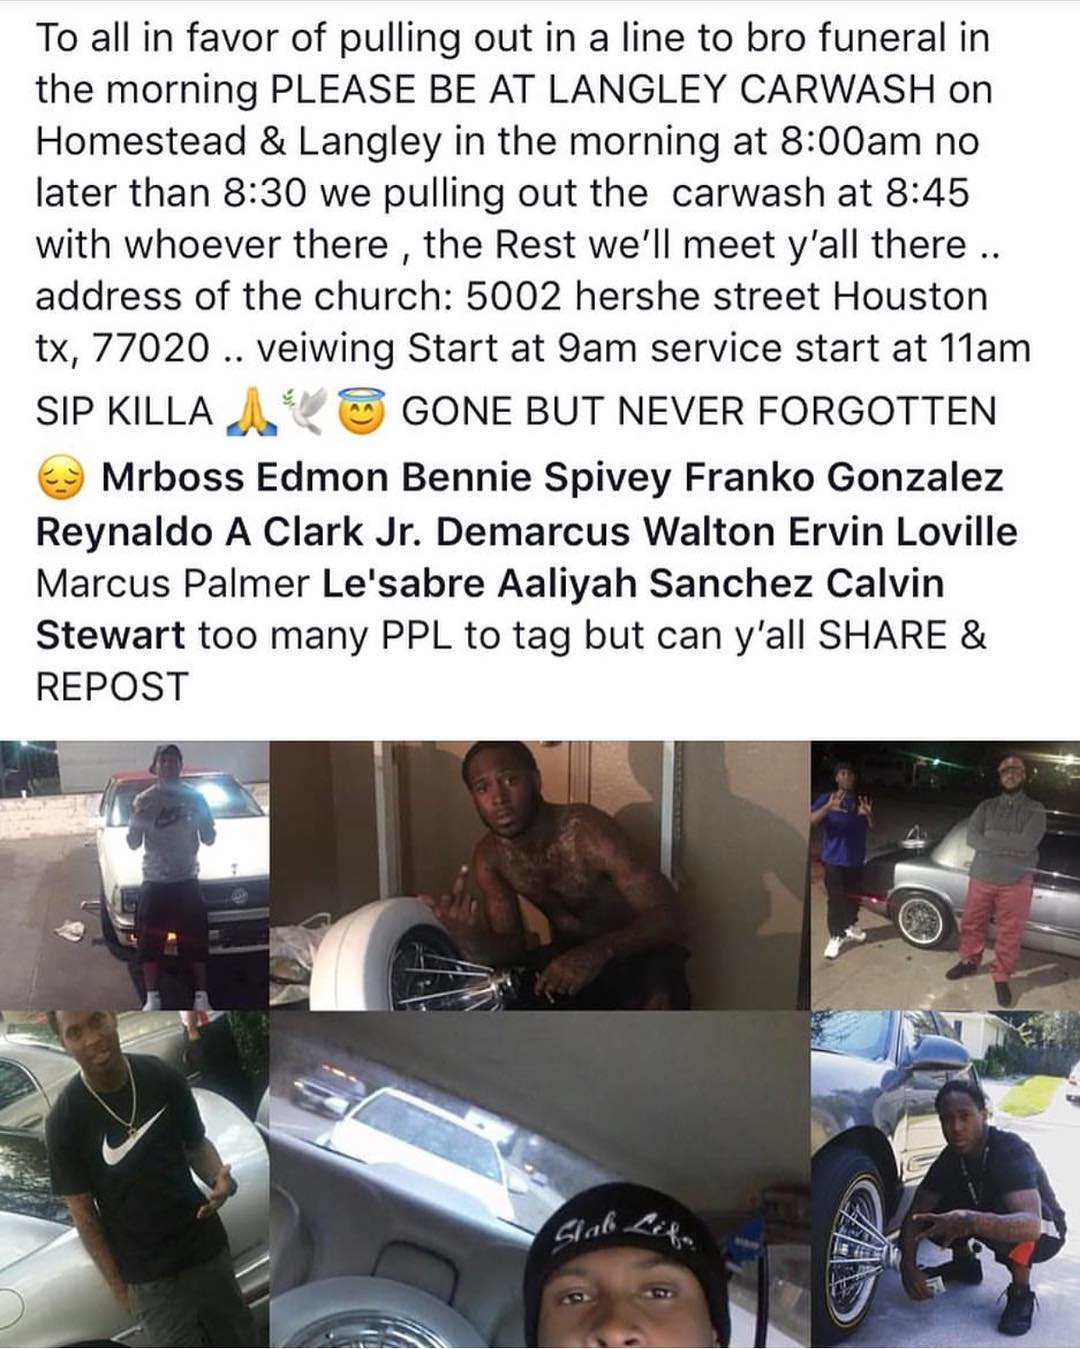 To all in favor of pulling out in a line to bro funeral in
the morning PLEASE BE AT LANGLEY CARWASH on
Homestead & Langley in the morning at 8:00am no
later than 8:30 we pulling out the  carwash at 8:45
with whoever there , the Rest we’ll meet y’all there ..
address of the church: 5002 hershe street Houston
tx, 77020 .. veiwing Start at 9am service start at 11am
SIP KILLA 🙏🕊😇 GONE BUT NEVER FORGOTTEN
😔 Mrboss Edmon Bennie Spivey Franko Gonzalez
Reynaldo A Clark Jr. Demarcus Walton Ervin Loville
Marcus Palmer Le'sabre Aaliyah Sanchez Calvin
Stewart too many PPL to tag but can y’all SHARE &
REPOST
Slab Life